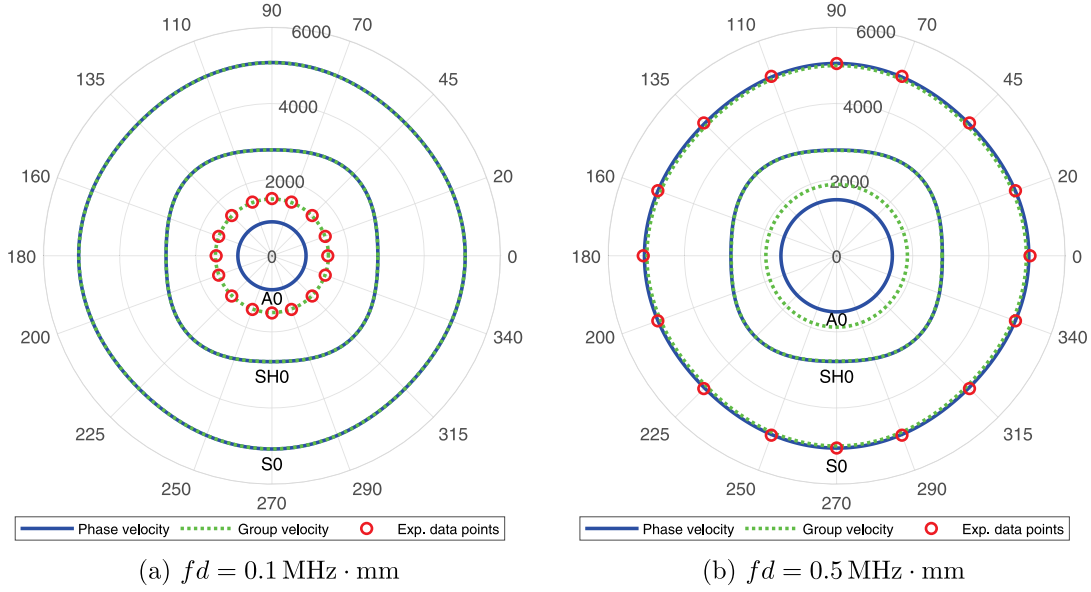 90
110
70
6000
135
45
4000
160
20
2000
180
0
0
A0
200
340
SH0
225
315
S0
250
290
270
Phase velocity
Group velocity
Exp. data points
(a) fd = 0.1 MHz · mm
90
110
70
6000
135
45
4000
160
20
2000
180
0
0
A0
200
340
SH0
225
315
S0
250
290
270
Phase velocity
Group velocity
Exp. data points
(b) fd = 0.5 MHz · mm